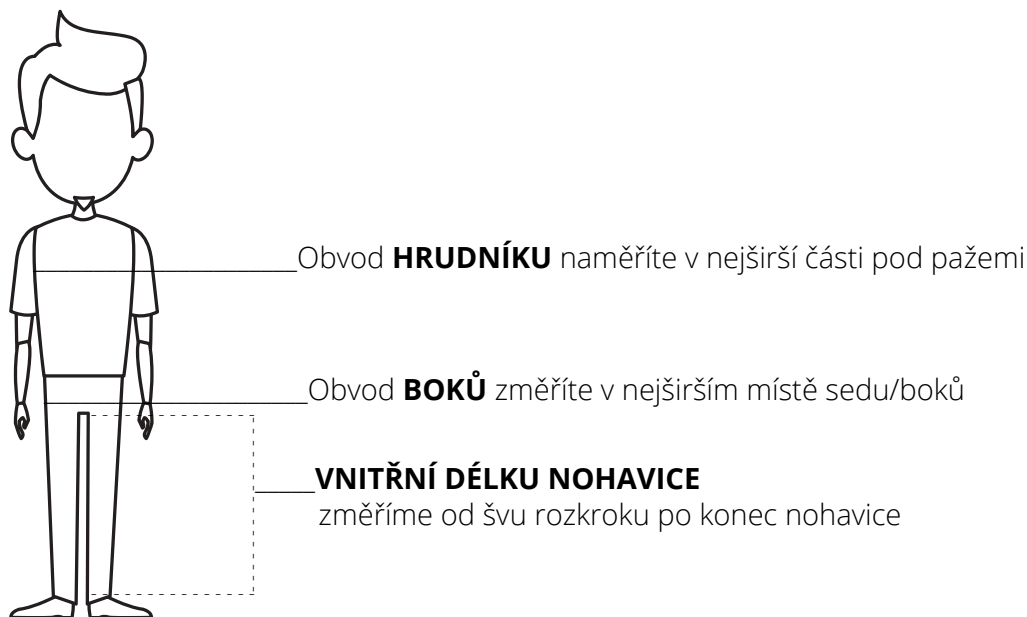 Obvod HRUDNÍKU naměříte v nejširší části pod pažemi
Obvod BOKŮ změříte v nejširším místě sedu/boků
VNITŘNÍ DÉLKU NOHAVICE
změříme od švu rozkroku po konec nohavice